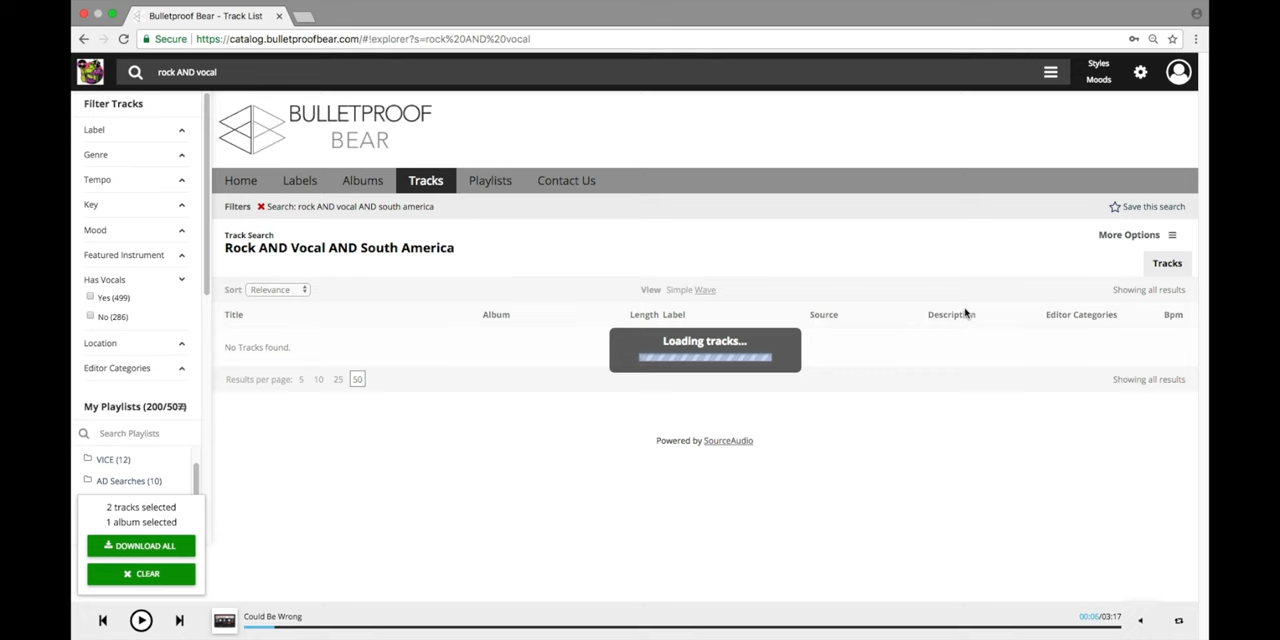 Bulletproof Bear - Track List
Secure https://catalog.bulletproofbear.com/#!explorer?s=rock%20AND%20vocal
rock AND vocal
Styles
Moods
Filter Tracks
Label
Genre
Tempo
Key
Mood
Featured Instrument
Has Vocals
Yes (499)
No (286)
Location
Editor Categories
My Playlists (200/507)
Search Playlists
VICE (12)
AD Searches (10)
2 tracks selected
1 album selected
DOWNLOAD ALL
CLEAR
BULLETPROOF
BEAR
Home Labels Albums Tracks Playlists Contact Us
Filters Search: rock AND vocal AND south america Save this search
Track Search
Rock AND Vocal AND South America
More Options
Tracks
Sort Relevance View Simple Wave Showing all results
Title Album Length Label Source Description Editor Categories Bpm
No Tracks found.
Loading tracks...
Results per page: 5 10 25 50 Showing all results
Powered by SourceAudio
Could Be Wrong 00:06/03:17